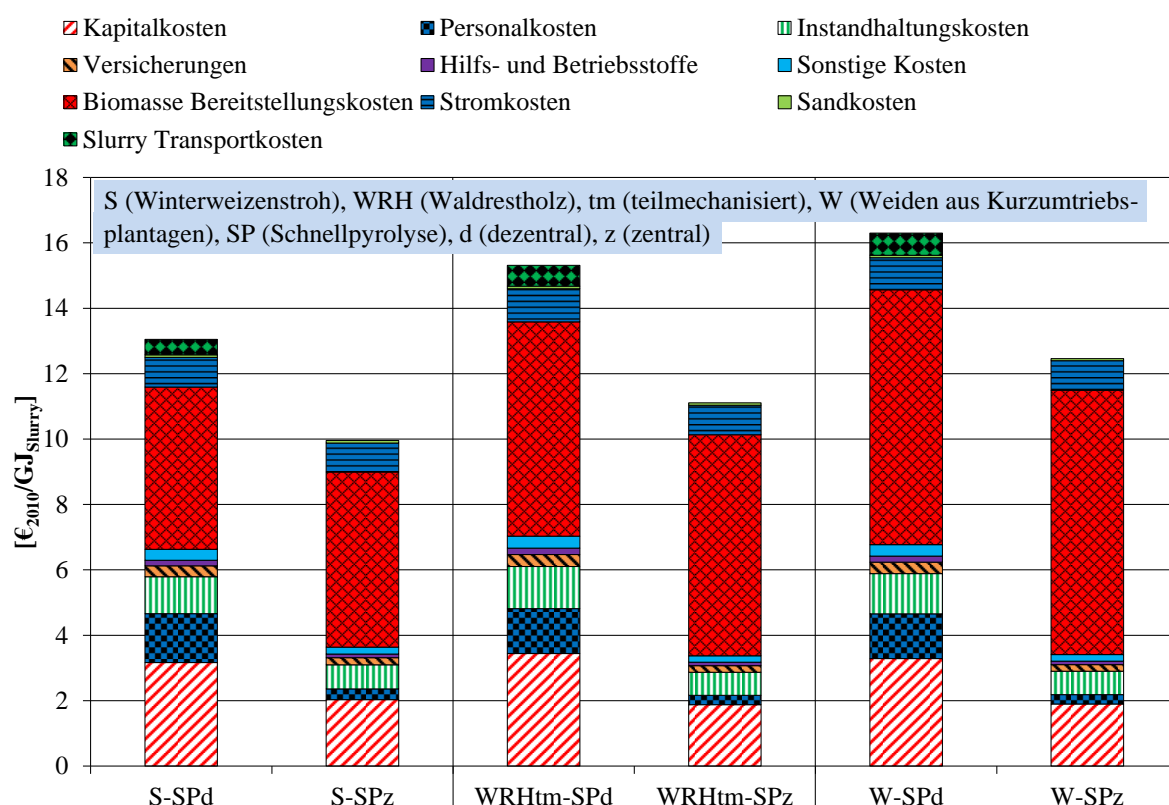 Kapitalkosten Personalkosten Instandhaltungskosten
Versicherungen Hilfs- und Betriebsstoffe Sonstige Kosten
Biomasse Bereitstellungskosten Stromkosten Sandkosten
Slurry Transportkosten
[€2010/GJSlurry]
18
S (Winterweizenstroh), WRH (Waldrestholz), tm (teilmechanisiert), W (Weiden aus Kurzumtriebs-
plantagen), SP (Schnellpyrolyse), d (dezentral), z (zentral)
16
14
12
10
8
6
4
2
0
S-SPd S-SPz WRHtm-SPd WRHtm-SPz W-SPd W-SPz